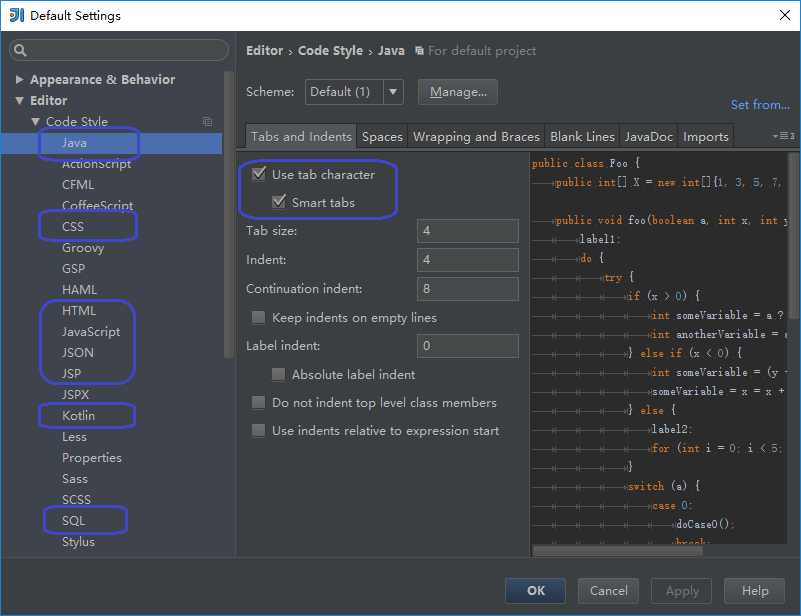 Default Settings
Appearance & Behavior
Editor
Code Style
Java
ActionScript
CFML
CoffeeScript
CSS
Groovy
GSP
HAML
HTML
JavaScript
JSON
JSP
JSPX
Kotlin
Less
Properties
Sass
SCSS
SQL
Stylus
Editor › Code Style › Java For default project
Scheme: Default (1) Manage...
Set from...
Tabs and Indents Spaces Wrapping and Braces Blank Lines JavaDoc Imports
Use tab character
Smart tabs
Tab size: 4
Indent: 4
Continuation indent: 8
Keep indents on empty lines
Label indent: 0
Absolute label indent
Do not indent top level class members
Use indents relative to expression start
public class Foo {
public int[] X = new int[]{1, 3, 5, 7,
public void foo(boolean a, int x, int y
label1:
do {
try {
if (x > 0) {
int someVariable = a ?
int anotherVariable = a
} else if (x < 0) {
int someVariable = (y +
someVariable = x = x +
} else {
label2:
for (int i = 0; i < 5;
}
switch (a) {
case 0:
doCase0();
break;
OK Cancel Apply Help